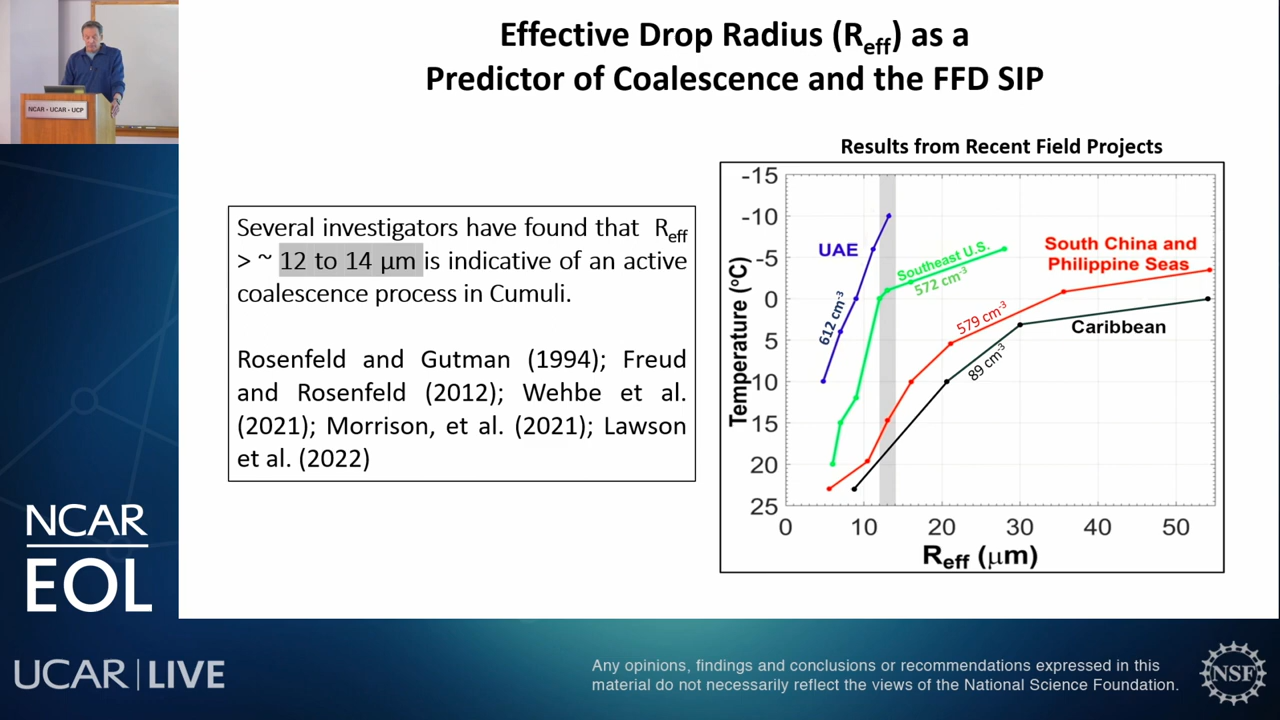 Effective Drop Radius (Reff) as a
Predictor of Coalescence and the FFD SIP
NCAR • UCAR • UCP
Several investigators have found that Reff
> ~ 12 to 14 µm is indicative of an active
coalescence process in Cumuli.
Rosenfeld and Gutman (1994); Freud
and Rosenfeld (2012); Wehbe et al.
(2021); Morrison, et al. (2021); Lawson
et al. (2022)
Results from Recent Field Projects
Temperature (°C)
-15
-10
-5
0
5
10
15
20
25
UAE
612 cm-3
Southeast U.S.
572 cm-3
South China and
Philippine Seas
579 cm-3
Caribbean
89 cm-3
0 10 20 30 40 50
Reff (µm)
NCAR
EOL
UCAR | LIVE
Any opinions, findings and conclusions or recommendations expressed in this
material do not necessarily reflect the views of the National Science Foundation.
NSF